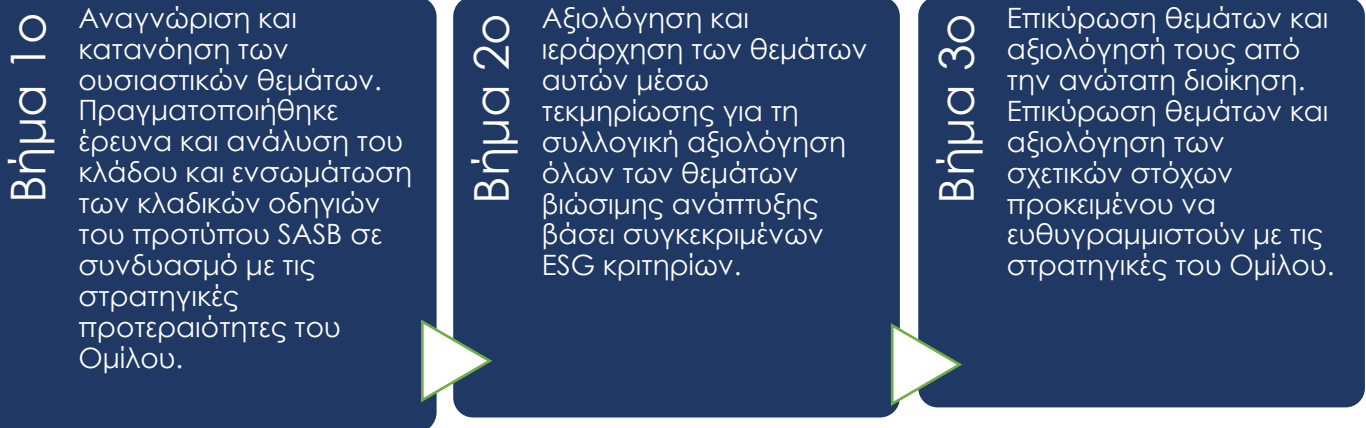 Βήμα 1ο
Αναγνώριση και
κατανόηση των
ουσιαστικών θεμάτων.
Πραγματοποιήθηκε
έρευνα και ανάλυση του
κλάδου και ενσωμάτωση
των κλαδικών οδηγιών
του προτύπου SASB σε
συνδυασμό με τις
στρατηγικές
προτεραιότητες του
Ομίλου.
Βήμα 2ο
Αξιολόγηση και
ιεράρχηση των θεμάτων
αυτών μέσω
τεκμηρίωσης για τη
συλλογική αξιολόγηση
όλων των θεμάτων
βιώσιμης ανάπτυξης
βάσει συγκεκριμένων
ESG κριτηρίων.
Βήμα 3ο
Επικύρωση θεμάτων και
αξιολόγησή τους από
την ανώτατη διοίκηση.
Επικύρωση θεμάτων και
αξιολόγηση των
σχετικών στόχων
προκειμένου να
ευθυγραμμιστούν με τις
στρατηγικές του Ομίλου.